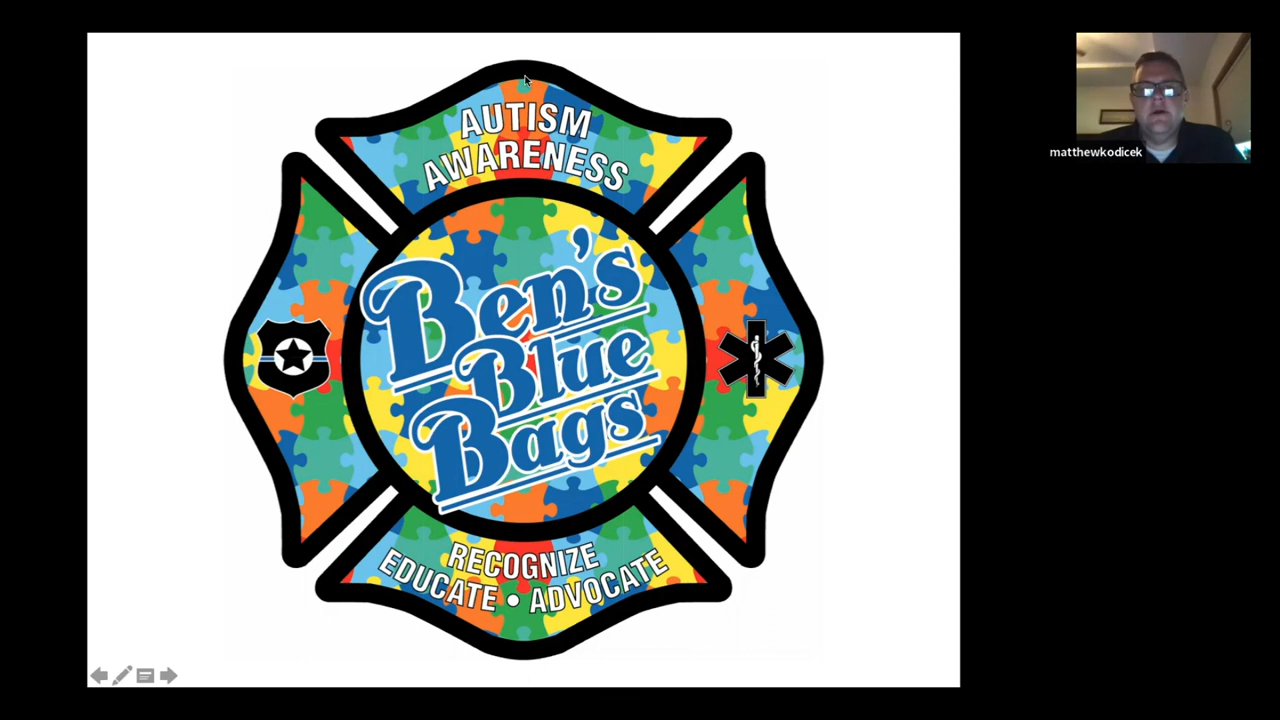 AUTISM
AWARENESS
Ben's
Blue
Bags
RECOGNIZE
EDUCATE • ADVOCATE
matthewkodicek